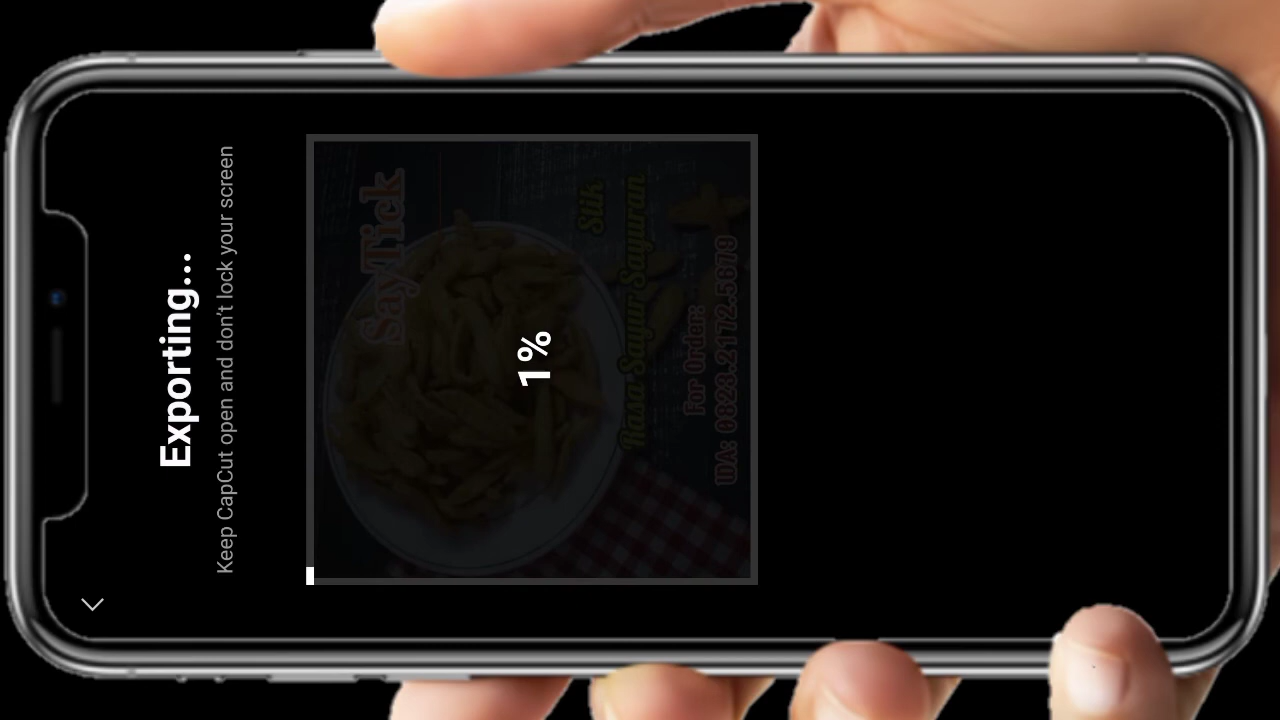 Exporting...
Keep CapCut open and don't lock your screen
1%
SayTick
Stik
Rasa Sayur Sayuran
For Order:
WA: 0823.2172.5679